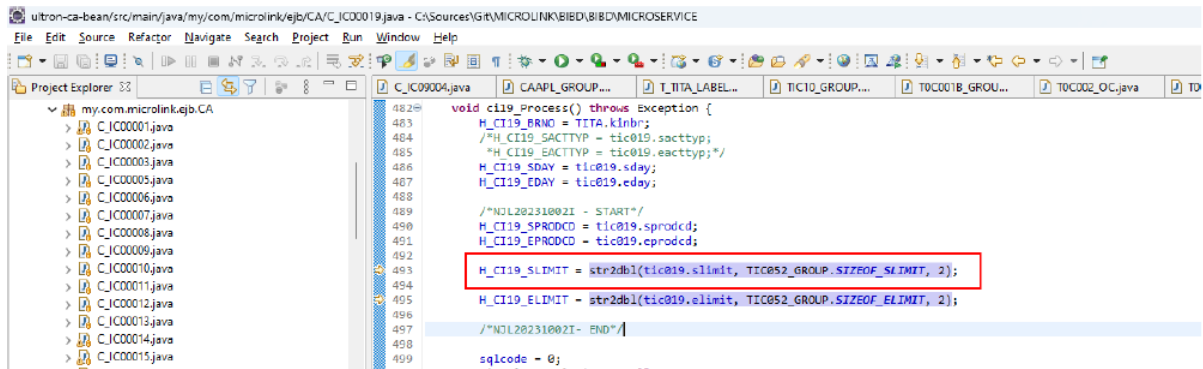 ultron-ca-bean/src/main/java/my/com/microlink/ejb/CA/C_IC00019.java - C:\Sources\Git\MICROLINK\BIBD\BIBD\MICROSERVICE
File Edit Source Refactor Navigate Search Project Run Window Help
Project Explorer
C_IC09004.java
CAAPL_GROUP....
T_TITA_LABEL...
TIC10_GROUP....
T0C001B_GROU...
T0C002_OC.java
my.com.microlink.ejb.CA
C_IC00001.java
C_IC00002.java
C_IC00003.java
C_IC00005.java
C_IC00006.java
C_IC00007.java
C_IC00008.java
C_IC00009.java
C_IC00010.java
C_IC00011.java
C_IC00012.java
C_IC00013.java
C_IC00014.java
C_IC00015.java
482 void ci19_Process() throws Exception {
483 H_CI19_BRNO = TITA.kinbr;
484 /*H_CI19_SACTTYP = tic019.sacttyp;
485 *H_CI19_EACTTYP = tic019.eacttyp;*/
486 H_CI19_SDAY = tic019.sday;
487 H_CI19_EDAY = tic019.eday;
488
489 /*NJL20231002I - START*/
490 H_CI19_SPRODCD = tic019.sprodcd;
491 H_CI19_EPRODCD = tic019.eprodcd;
492
493 H_CI19_SLIMIT = str2dbl(tic019.slimit, TIC052_GROUP.SIZEOF_SLIMIT, 2);
494
495 H_CI19_ELIMIT = str2dbl(tic019.elimit, TIC052_GROUP.SIZEOF_ELIMIT, 2);
496
497 /*NJL20231002I- END*/
498
499 sqlcode = 0;